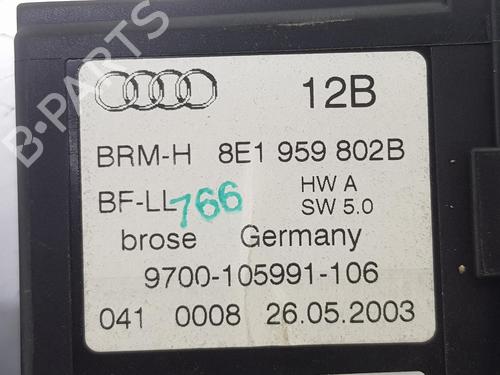 B-PARTS
12B
BRM-H 8E1 959 802B
BF-LL 766 HW A
SW 5.0
brose Germany
9700-105991-106
041 0008 26.05.2003